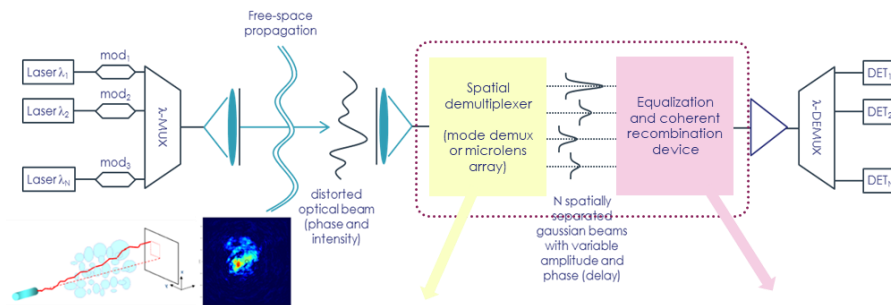 Free-space
propagation
Laser λ1
mod1
Laser λ2
mod2
Laser λN
mod3
λ-MUX
distorted
optical beam
(phase and
intensity)
Spatial
demultiplexer
(mode demux
or microlens
array)
N spatially
separated
gaussian beams
with variable
amplitude and
phase (delay)
Equalization
and coherent
recombination
device
λ-DEMUX
DET1
DET2
DETN